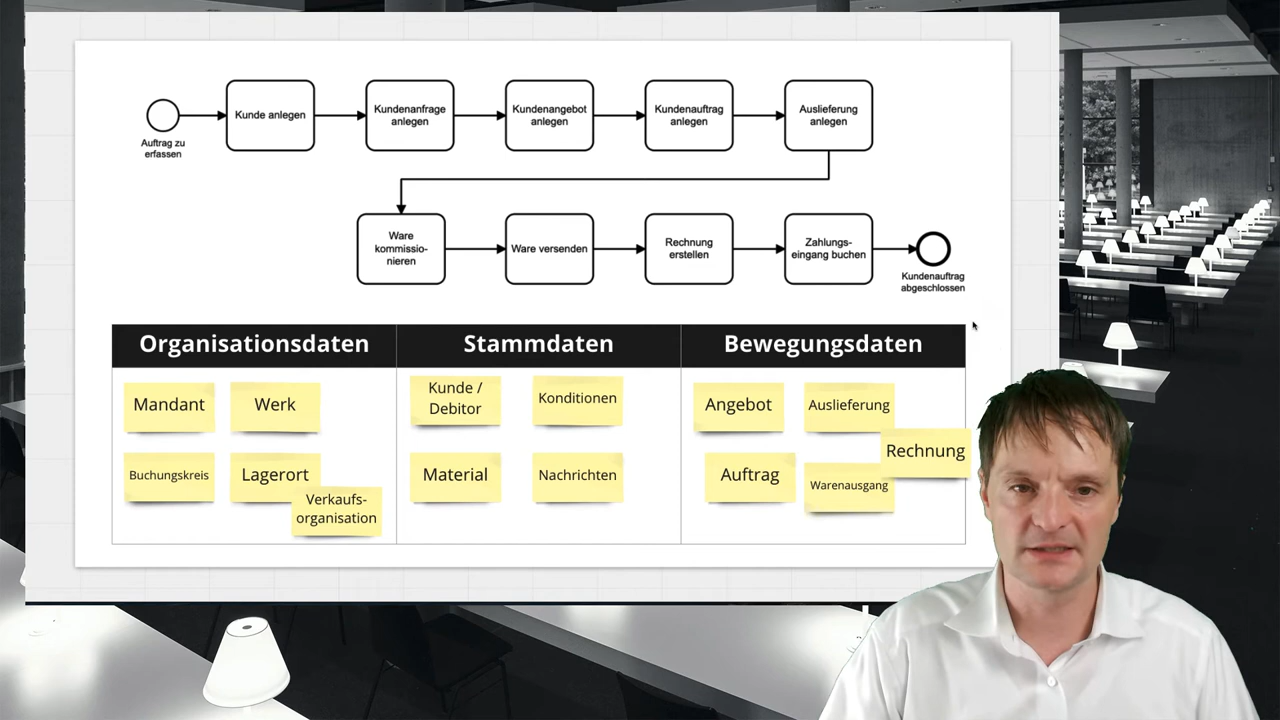 Kunde anlegen
Kundenanfrage
anlegen
Kundenangebot
anlegen
Kundenauftrag
anlegen
Auslieferung
anlegen
Auftrag zu
erfassen
Ware
kommissio-
nieren
Ware versenden
Rechnung
erstellen
Zahlungs-
eingang buchen
Kundenauftrag
abgeschlossen
Organisationsdaten
Stammdaten
Bewegungsdaten
Mandant
Werk
Buchungskreis
Lagerort
Verkaufs-
organisation
Kunde /
Debitor
Konditionen
Material
Nachrichten
Angebot
Auslieferung
Rechnung
Auftrag
Warenausgang